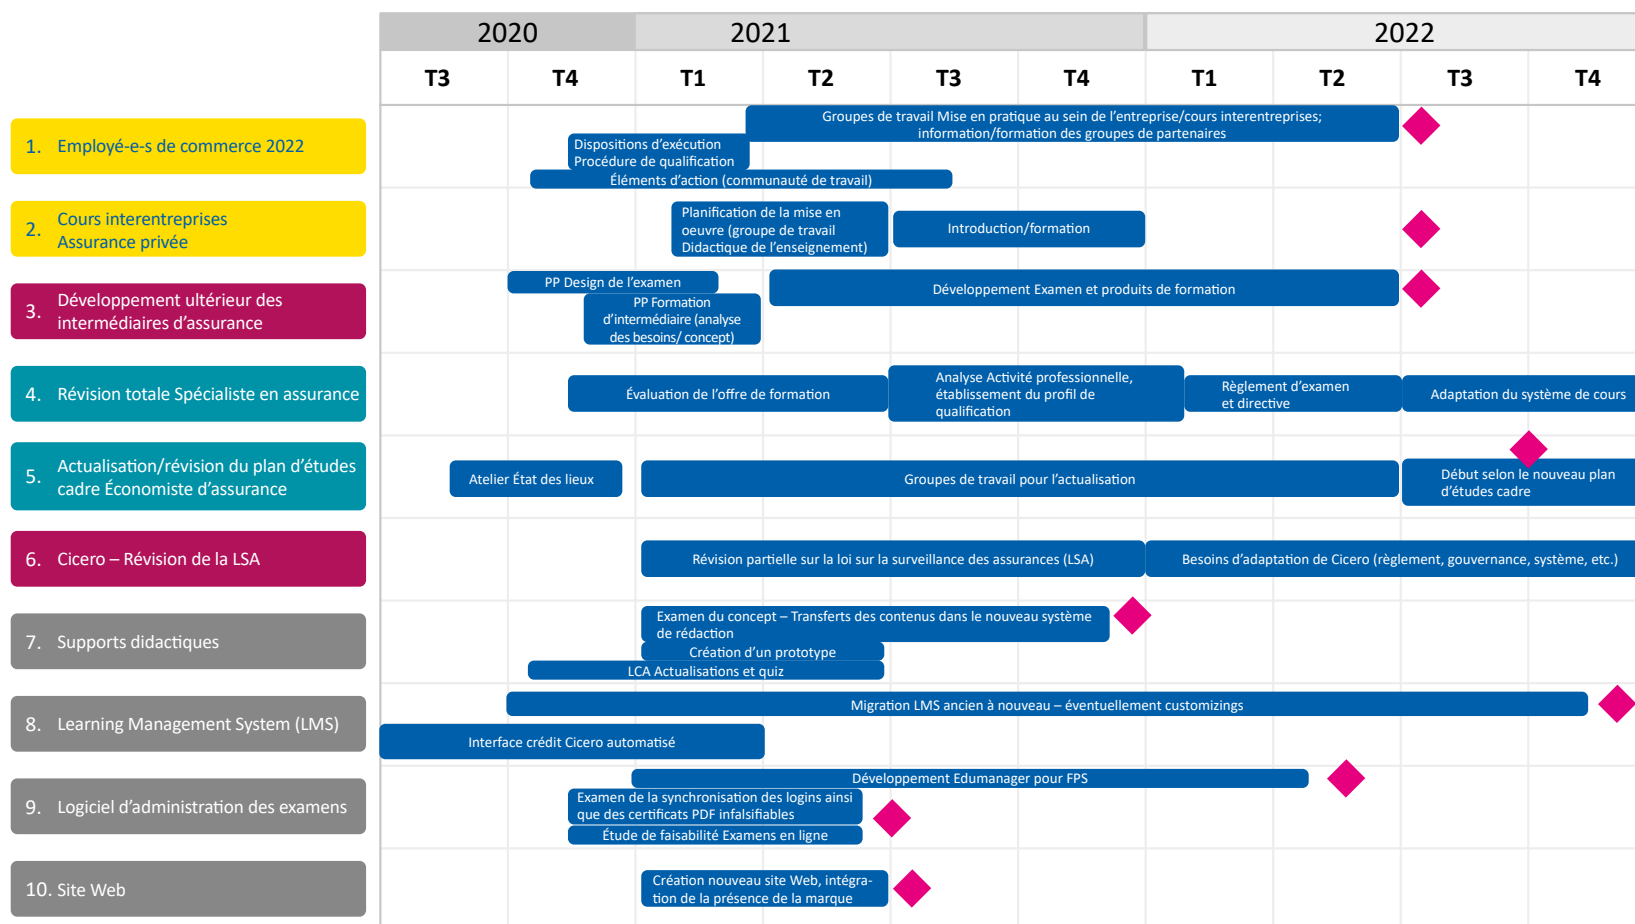 2020
2021
2022
T3
T4
T1
T2
T3
T4
T1
T2
T3
T4
1. Employé-e-s de commerce 2022
Groupes de travail Mise en pratique au sein de l’entreprise/cours interentreprises;
information/formation des groupes de partenaires
Dispositions d’exécution
Procédure de qualification
Éléments d’action (communauté de travail)
2. Cours interentreprises
Assurance privée
Planification de la mise en
oeuvre (groupe de travail
Didactique de l’enseignement)
Introduction/formation
3. Développement ultérieur des
intermédiaires d’assurance
PP Design de l’examen
PP Formation
d’intermédiaire (analyse
des besoins/ concept)
Développement Examen et produits de formation
4. Révision totale Spécialiste en assurance
Évaluation de l’offre de formation
Analyse Activité professionnelle,
établissement du profil de
qualification
Règlement d’examen
et directive
Adaptation du système de cours
5. Actualisation/révision du plan d’études
cadre Économiste d’assurance
Atelier État des lieux
Groupes de travail pour l’actualisation
Début selon le nouveau plan
d’études cadre
6. Cicero – Révision de la LSA
Révision partielle sur la loi sur la surveillance des assurances (LSA)
Besoins d’adaptation de Cicero (règlement, gouvernance, système, etc.)
7. Supports didactiques
Examen du concept – Transferts des contenus dans le nouveau système
de rédaction
Création d’un prototype
LCA Actualisations et quiz
8. Learning Management System (LMS)
Migration LMS ancien à nouveau – éventuellement customizings
Interface crédit Cicero automatisé
9. Logiciel d’administration des examens
Développement Edumanager pour FPS
Examen de la synchronisation des logins ainsi
que des certificats PDF infalsifiables
Étude de faisabilité Examens en ligne
10. Site Web
Création nouveau site Web, intégra-
tion de la présence de la marque